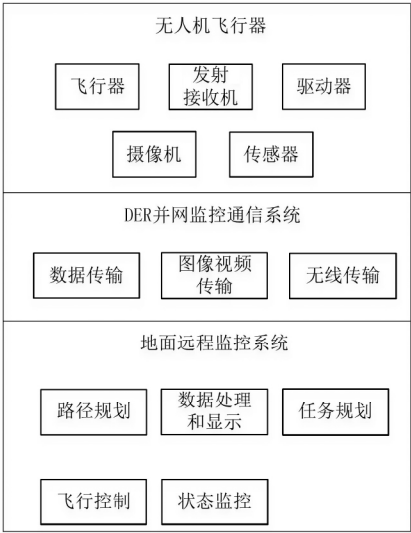 无人机飞行器
飞行器
发射
接收机
驱动器
摄像机
传感器
DER并网监控通信系统
数据传输
图像视频
传输
无线传输
地面远程监控系统
路径规划
数据处理
和显示
任务规划
飞行控制
状态监控